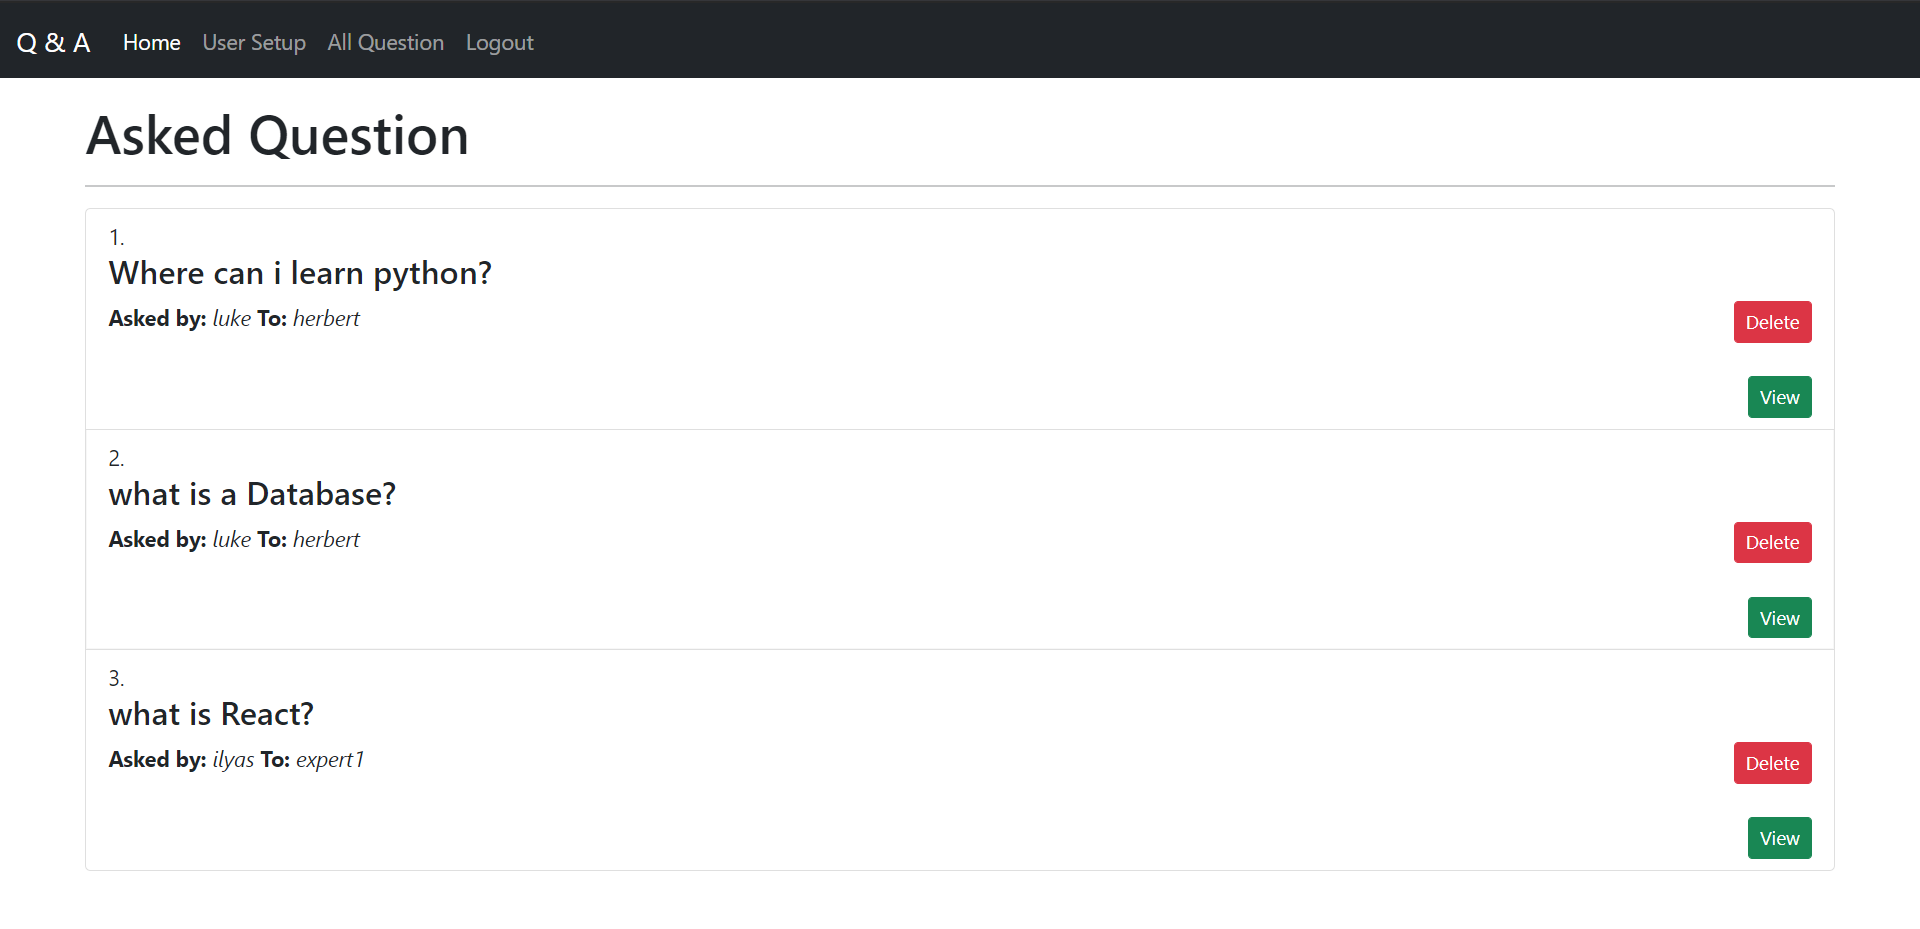 Q & A Home User Setup All Question Logout
Asked Question
1.
Where can i learn python?
Asked by: luke To: herbert
Delete
View
2.
what is a Database?
Asked by: luke To: herbert
Delete
View
3.
what is React?
Asked by: ilyas To: expert1
Delete
View